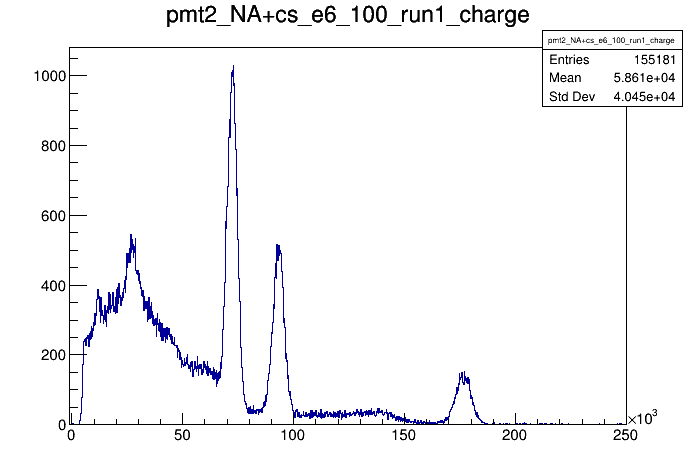 pmt2_NA+cs_e6_100_run1_charge
pmt2_NA+cs_e6_100_run1_charge
Entries 155181
Mean 5.861e+04
Std Dev 4.045e+04
1000
800
600
400
200
0
0 50 100 150 200 250
×10³